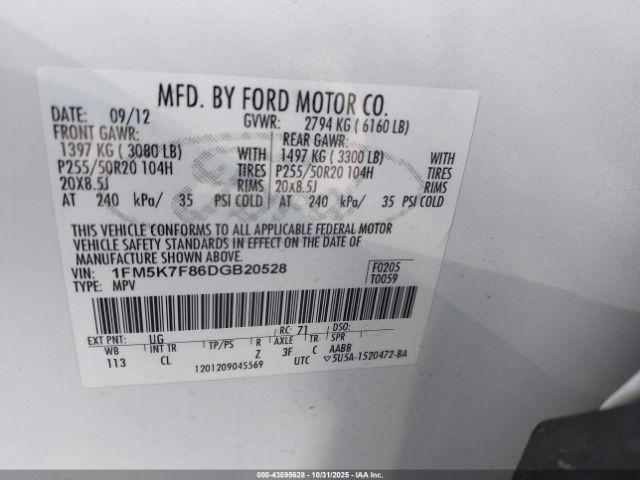 MFD. BY FORD MOTOR CO.
DATE: 09/12 GVWR: 2794 KG ( 6160 LB)
FRONT GAWR: REAR GAWR:
1397 KG ( 3080 LB) WITH 1497 KG ( 3300 LB) WITH
P255/50R20 104H TIRES P255/50R20 104H TIRES
20X8.5J RIMS 20X8.5J RIMS
AT 240 kPa/ 35 PSI COLD AT 240 kPa/ 35 PSI COLD
THIS VEHICLE CONFORMS TO ALL APPLICABLE FEDERAL MOTOR
VEHICLE SAFETY STANDARDS IN EFFECT ON THE DATE OF
MANUFACTURE SHOWN ABOVE.
VIN: 1FM5K7F86DGB20528 F0205
TYPE: MPV T0059
EXT PNT: UG RC: 71 DSO:
WB INT TR TP/PS R AXLE TR SPR
113 CL Z 3F C AABB
1201209045569 UTC ▽5U5A-1520472-BA
000-43595628 - 10/31/2025 - IAAI.COM